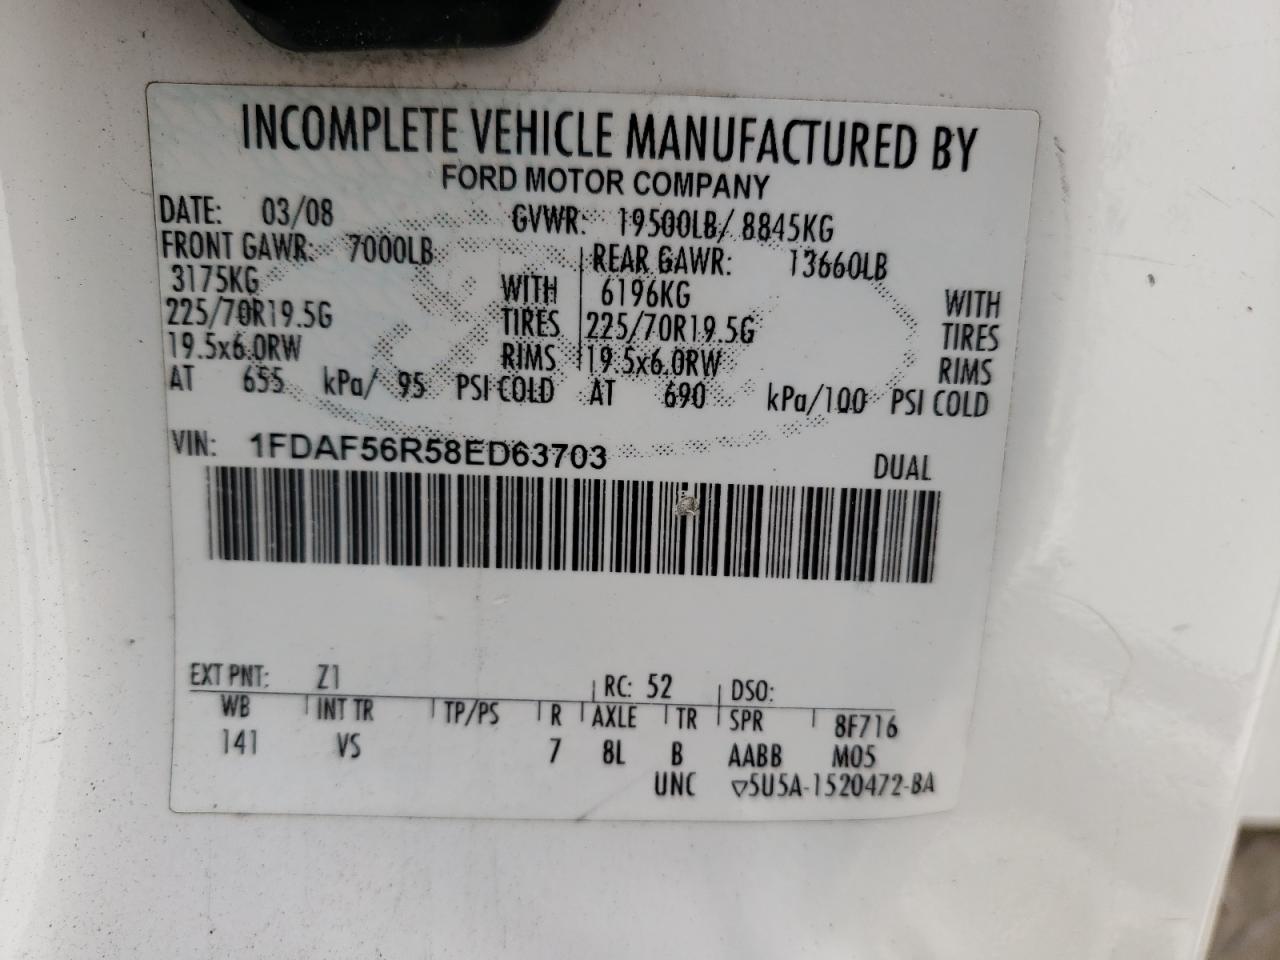 INCOMPLETE VEHICLE MANUFACTURED BY
FORD MOTOR COMPANY
DATE: 03/08 GVWR: 19500LB/ 8845KG
FRONT GAWR: 7000LB REAR GAWR: 13660LB
3175KG WITH 6196KG WITH
225/70R19.5G TIRES 225/70R19.5G TIRES
19.5x6.0RW RIMS 19.5x6.0RW RIMS
AT 655 kPa/ 95 PSI COLD AT 690 kPa/100 PSI COLD
VIN: 1FDAF56R58ED63703
DUAL
EXT PNT: Z1 RC: 52 DSO:
WB INT TR TP/PS R AXLE TR SPR 8F716
141 VS 7 8L B AABB M05
UNC ▽5U5A-1520472-BA